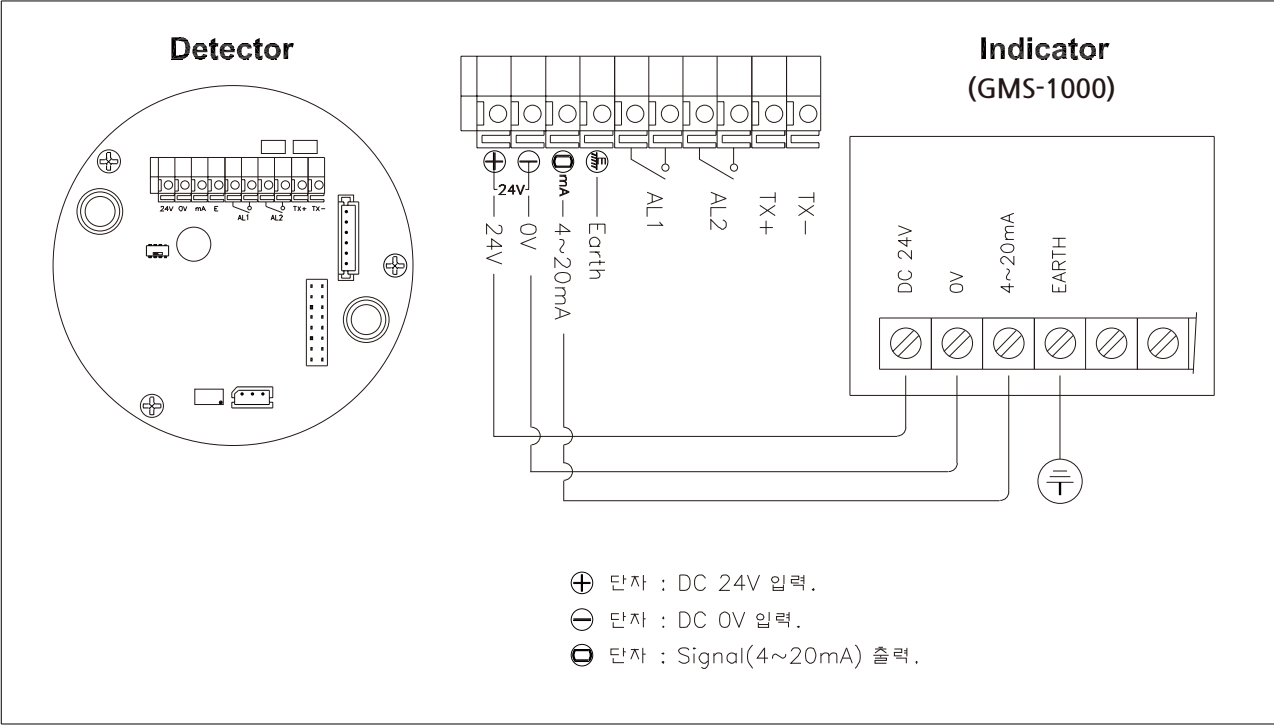 Detector
Indicator
(GMS-1000)
24V 0V mA E AL1 AL2 TX+ TX-
24V
mA
24V
0V
4~20mA
Earth
AL1
AL2
TX+
TX-
DC 24V
0V
4~20mA
EARTH
단자 : DC 24V 입력.
단자 : DC 0V 입력.
단자 : Signal(4~20mA) 출력.